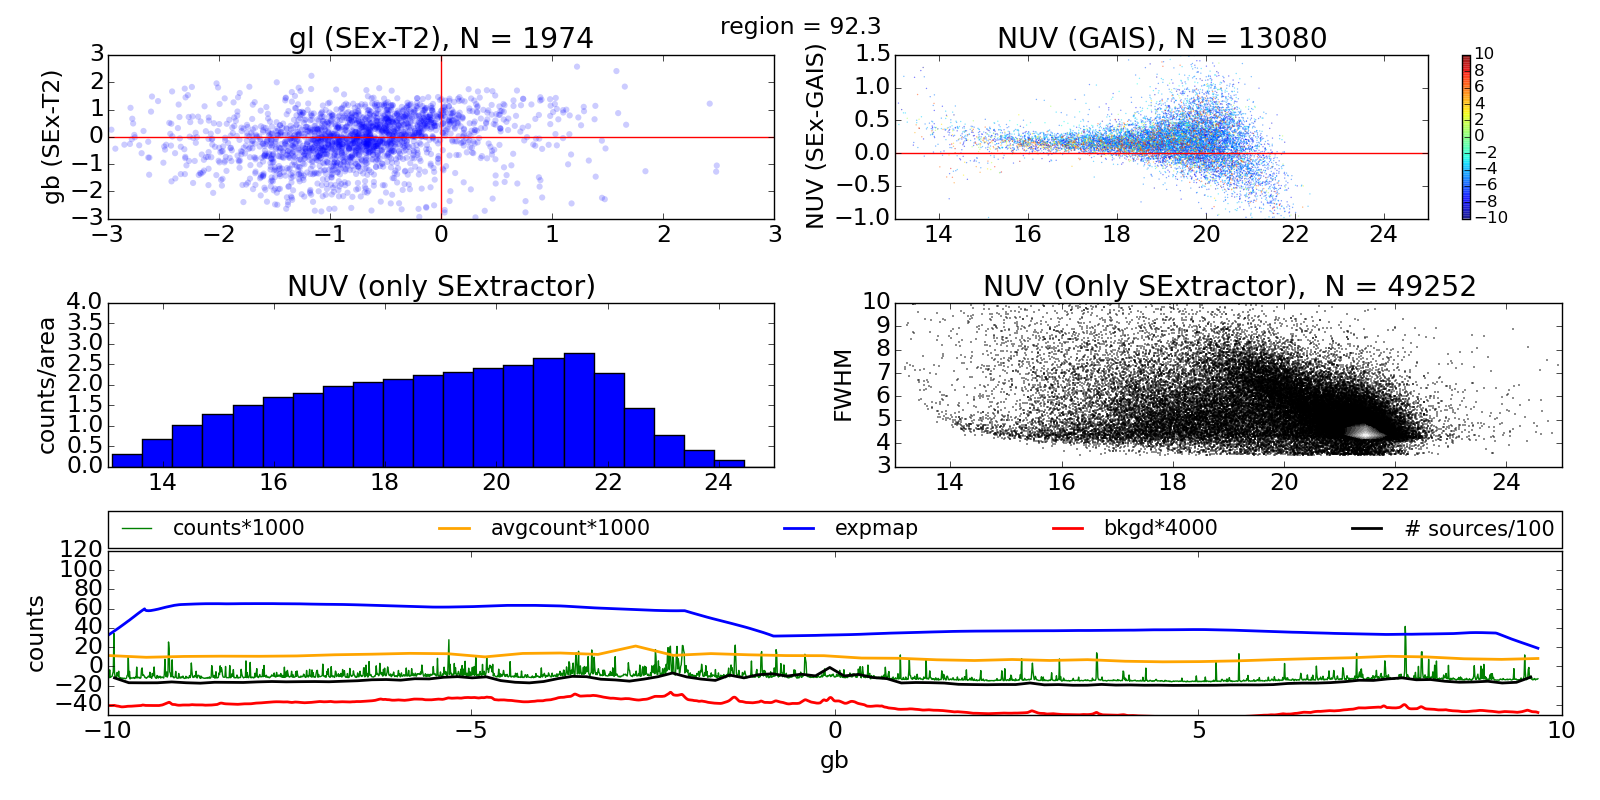 region = 92.3
gl (SEx-T2), N = 1974
gb (SEx-T2)
3
2
1
0
−1
−2
−3
−3 −2 −1 0 1 2 3
NUV (GAIS), N = 13080
NUV (SEx-GAIS)
1.5
1.0
0.5
0.0
−0.5
−1.0
14 16 18 20 22 24
10
8
6
4
2
0
−2
−4
−6
−8
−10
NUV (only SExtractor)
counts/area
4.0
3.5
3.0
2.5
2.0
1.5
1.0
0.5
0.0
14 16 18 20 22 24
NUV (Only SExtractor),  N = 49252
FWHM
10
9
8
7
6
5
4
3
14 16 18 20 22 24
counts*1000 avgcount*1000 expmap bkgd*4000 # sources/100
counts
120
100
80
60
40
20
0
−20
−40
−10 −5 0 5 10
gb